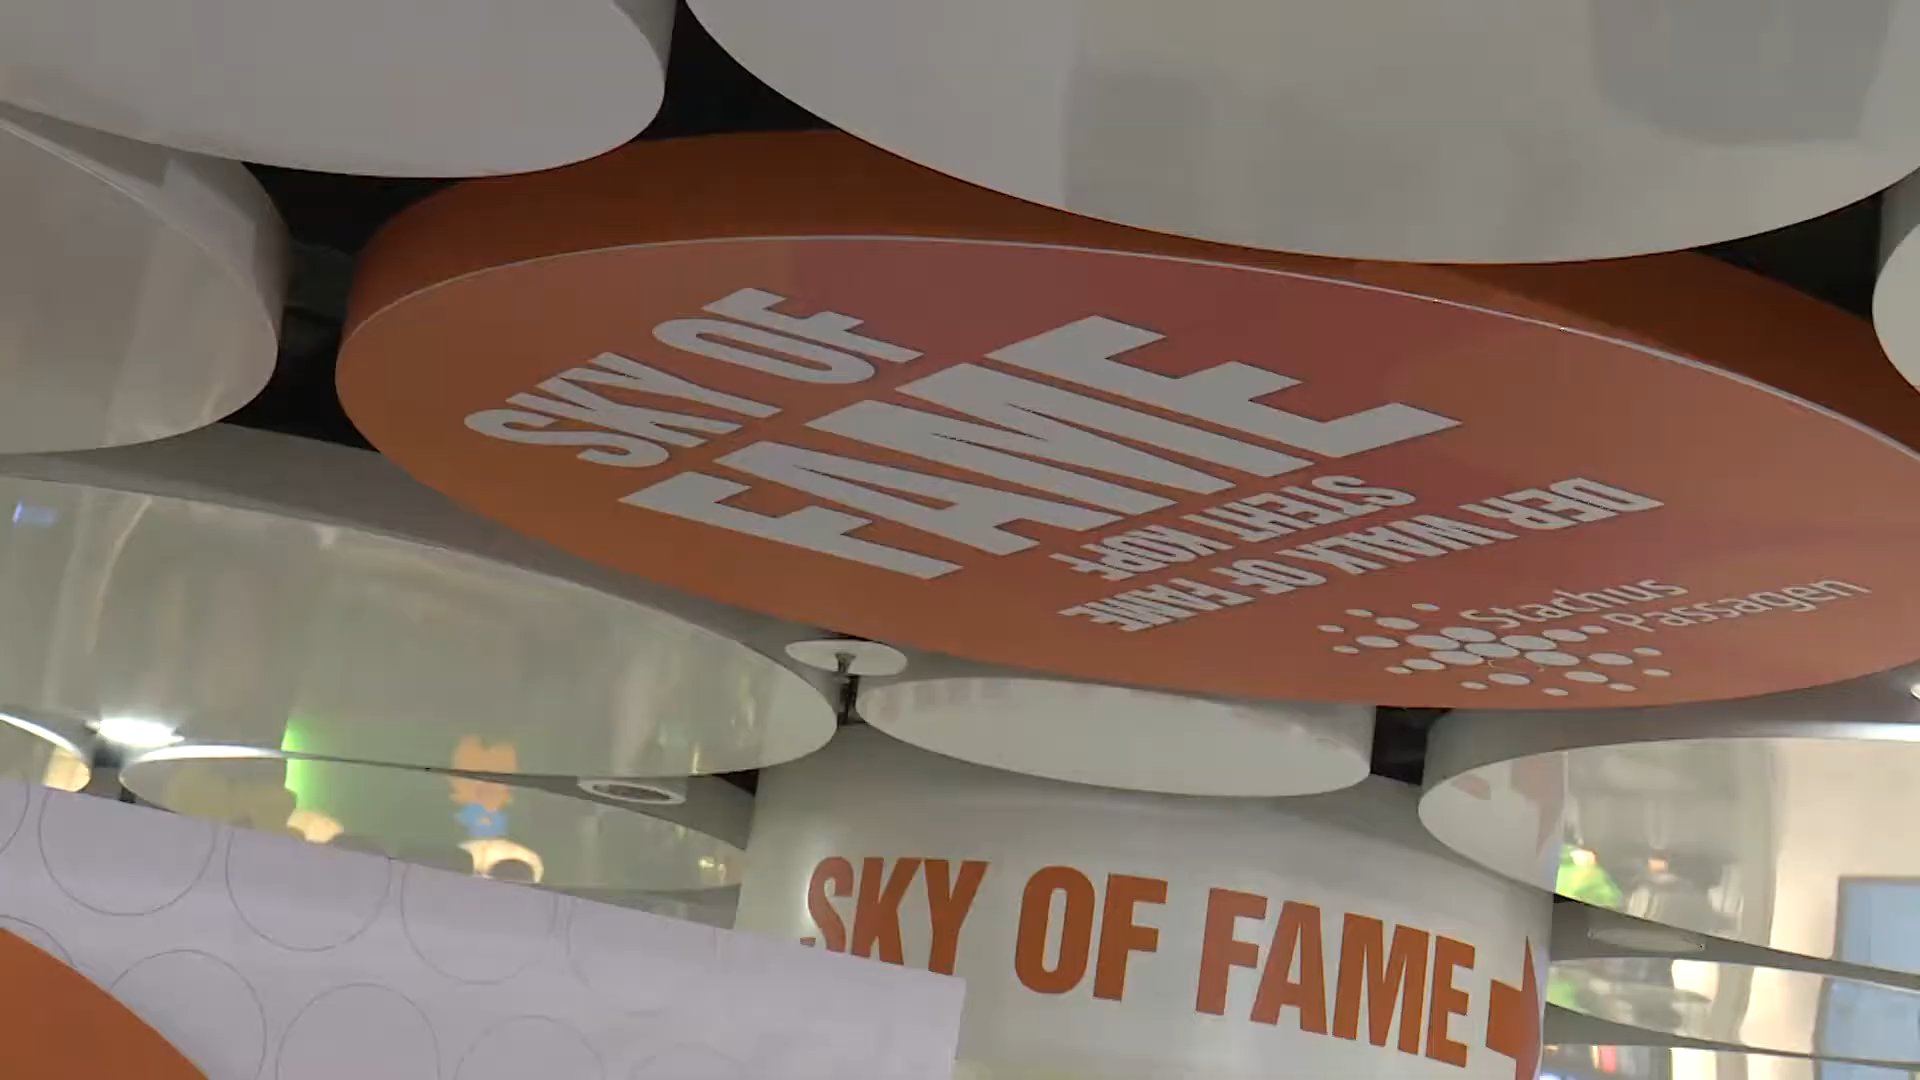 SKY OF
FAME
DER WALK OF FAME
STEHT KOPF
Stachus
Passagen
SKY OF FAME